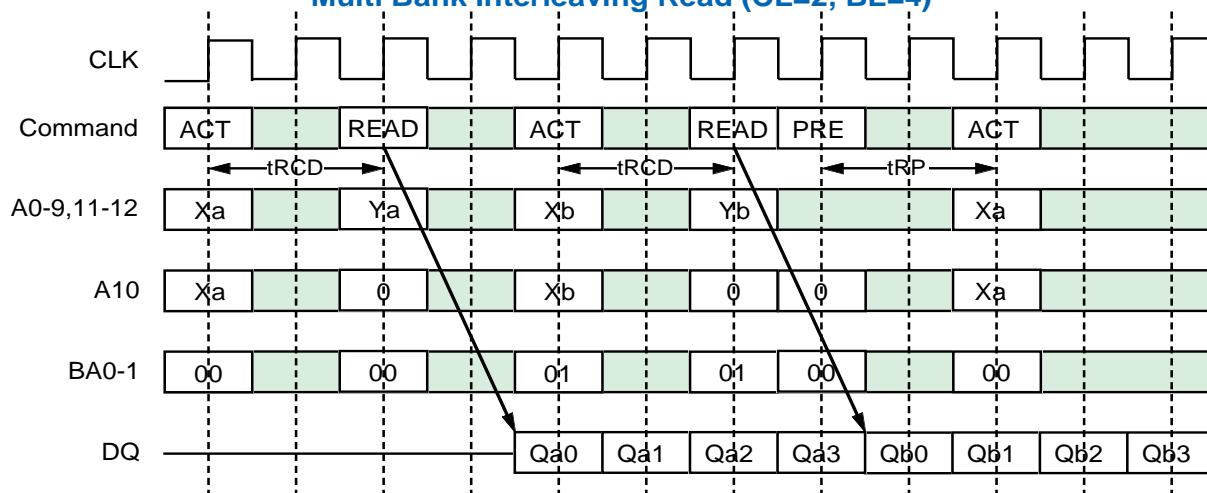 Multi Bank Interleaving Read (CL=2, BL=4)
CLK
Command ACT READ ACT READ PRE ACT
tRCD tRCD tRP
A0-9,11-12 Xa Ya Xb Yb Xa
A10 Xa 0 Xb 0 0 Xa
BA0-1 00 00 01 01 00 00
DQ Qa0 Qa1 Qa2 Qa3 Qb0 Qb1 Qb2 Qb3